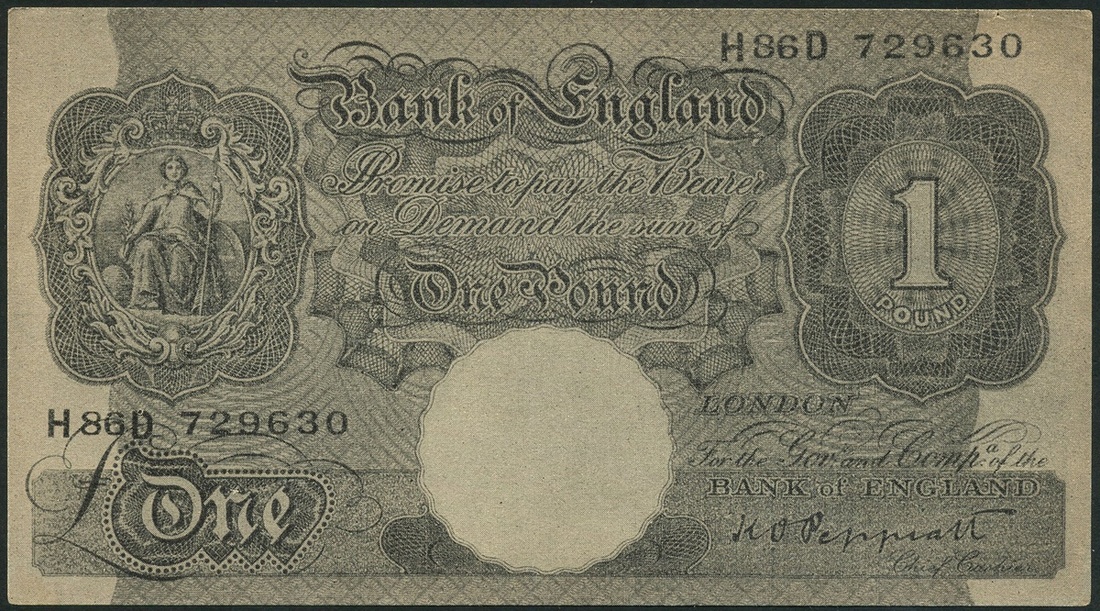 H86D 729630
Bank of England
Promise to pay the Bearer
on Demand the sum of
One Pound
1
POUND
H86D 729630
LONDON
For the Govr. and Compa. of the
BANK of ENGLAND
K O Peppiatt
Chief Cashier
£One